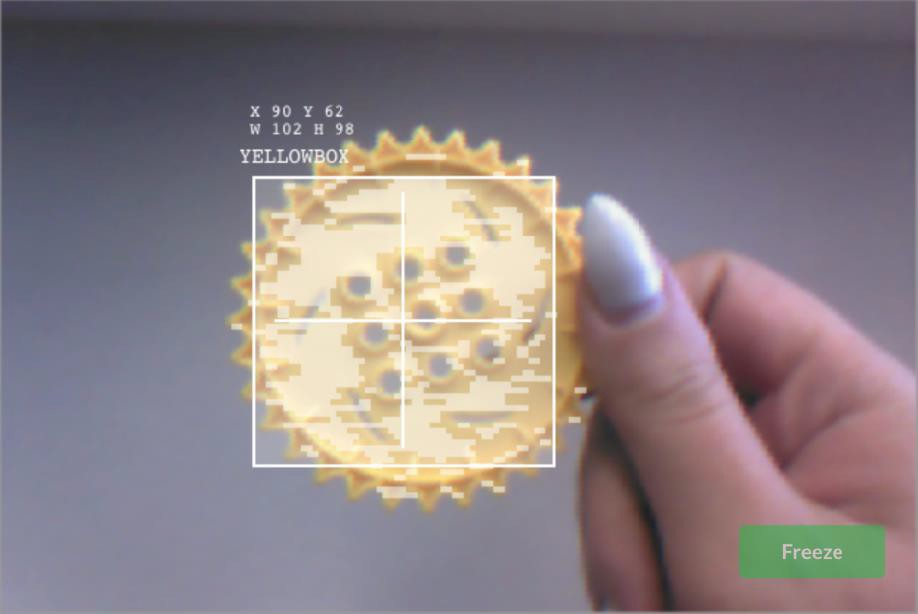 X 90 Y 62
W 102 H 98
YELLOWBOX
Freeze